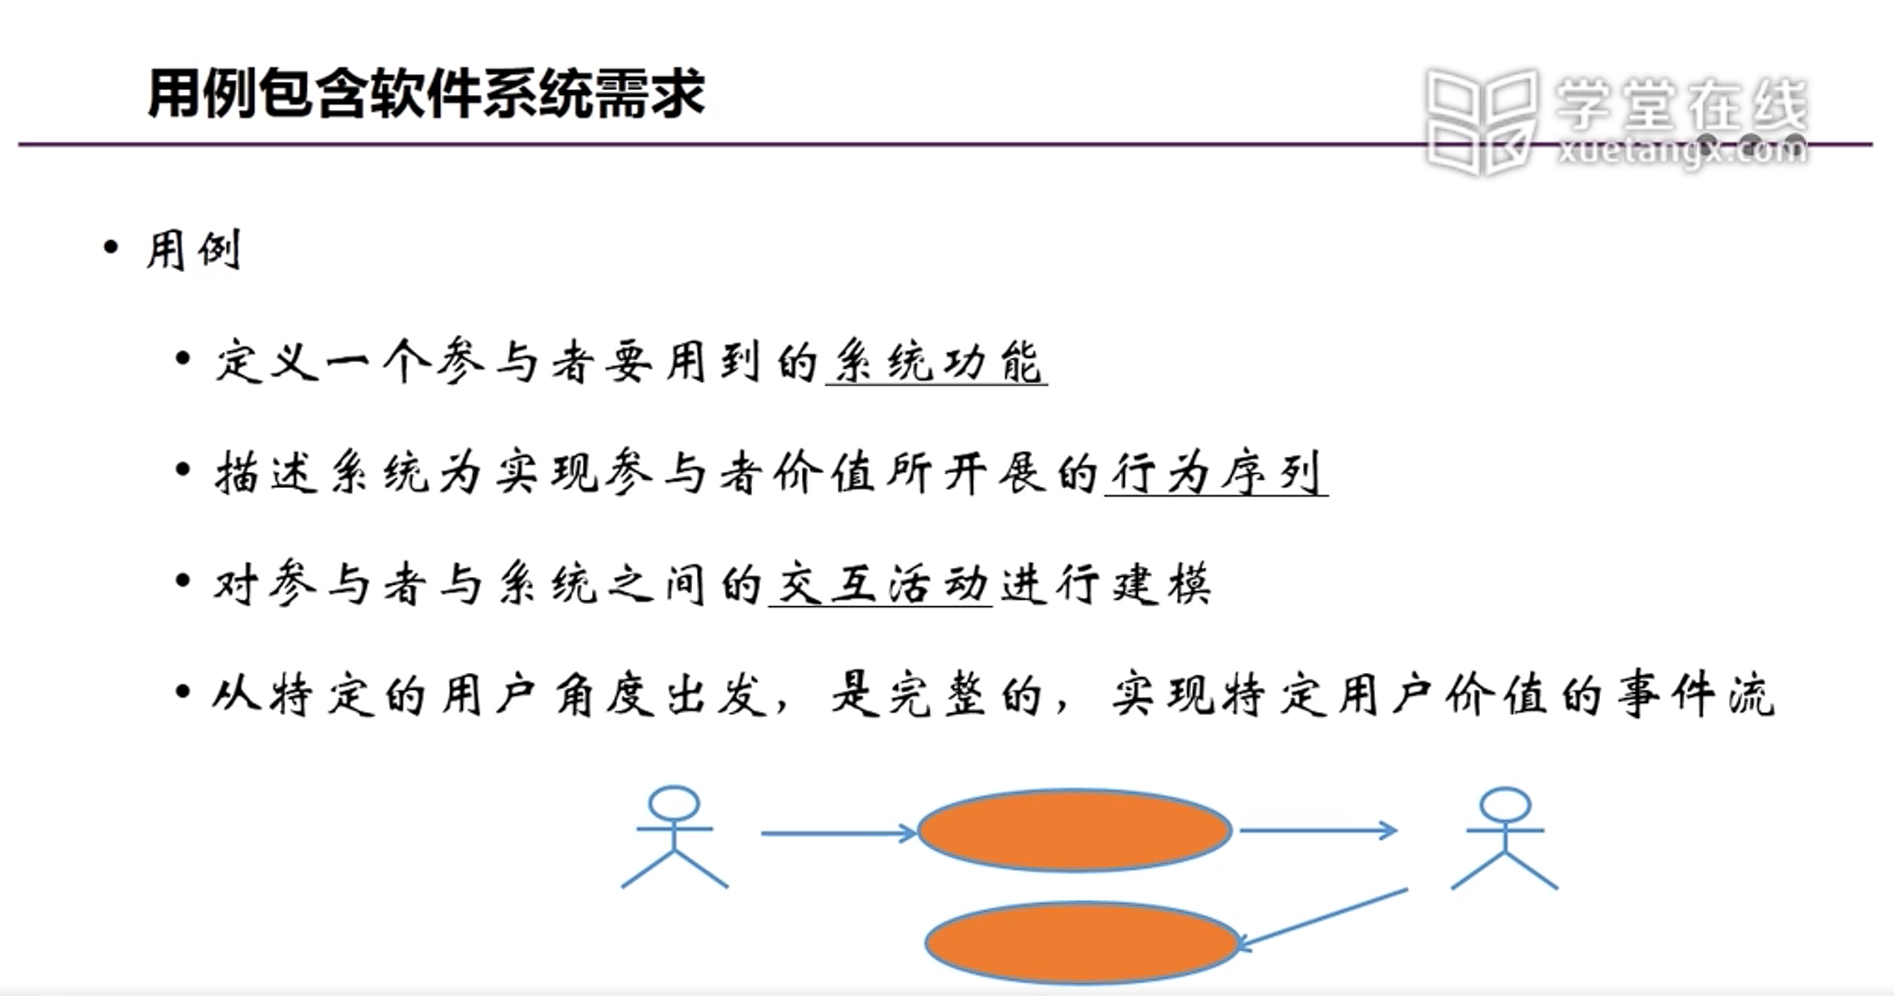 用例包含软件系统需求
学堂在线
xuetangx.com
• 用例
• 定义一个参与者要用到的系统功能
• 描述系统为实现参与者价值所开展的行为序列
• 对参与者与系统之间的交互活动进行建模
• 从特定的用户角度出发，是完整的，实现特定用户价值的事件流